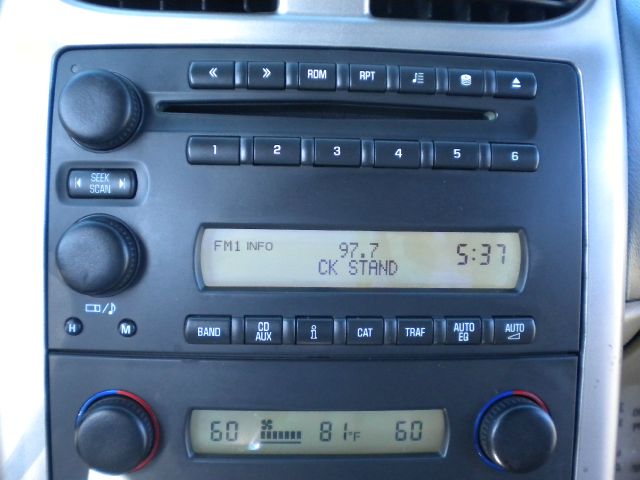 « » RDM RPT
1 2 3 4 5 6
SEEK
SCAN
FM1 INFO 97.7 5:37
CK STAND
H M
BAND CD AUX i CAT TRAF AUTO EQ AUTO
60 81°F 60